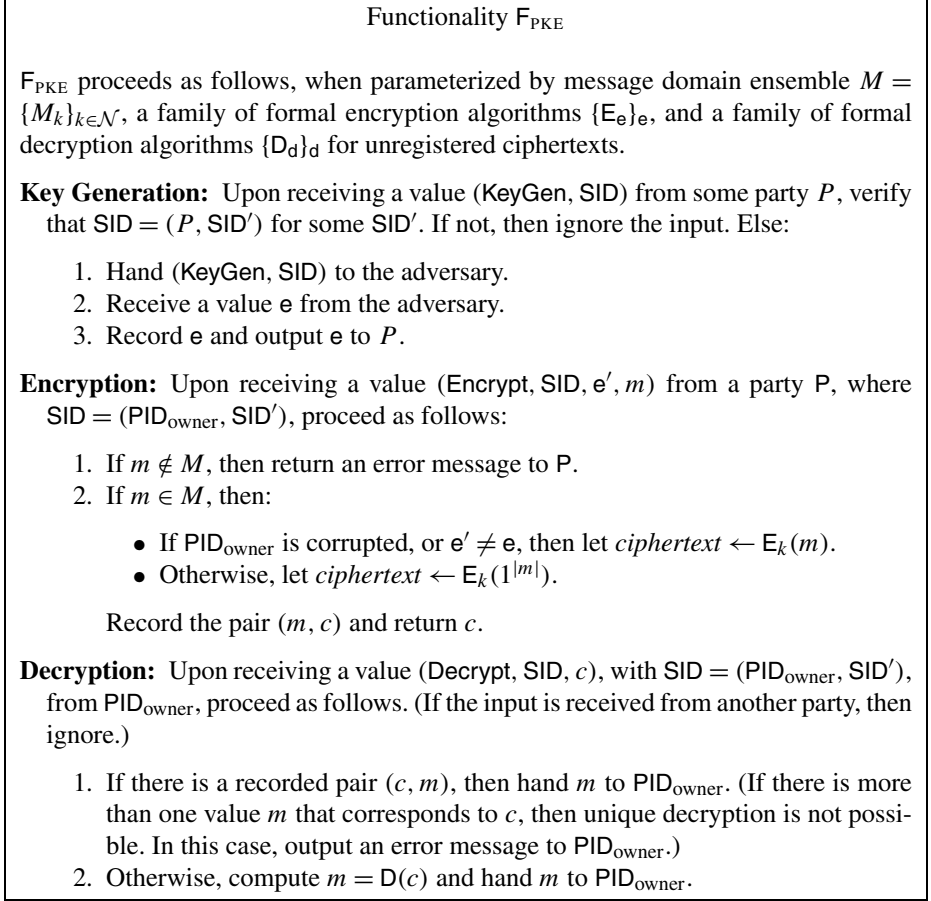 Functionality F_PKE
F_PKE proceeds as follows, when parameterized by message domain ensemble M =
{M_k}_{k∈𝒩}, a family of formal encryption algorithms {E_e}_e, and a family of formal
decryption algorithms {D_d}_d for unregistered ciphertexts.
Key Generation: Upon receiving a value (KeyGen, SID) from some party P, verify
that SID = (P, SID′) for some SID′. If not, then ignore the input. Else:
1. Hand (KeyGen, SID) to the adversary.
2. Receive a value e from the adversary.
3. Record e and output e to P.
Encryption: Upon receiving a value (Encrypt, SID, e′, m) from a party P, where
SID = (PID_owner, SID′), proceed as follows:
1. If m ∉ M, then return an error message to P.
2. If m ∈ M, then:
• If PID_owner is corrupted, or e′ ≠ e, then let ciphertext ← E_k(m).
• Otherwise, let ciphertext ← E_k(1^{|m|}).
Record the pair (m, c) and return c.
Decryption: Upon receiving a value (Decrypt, SID, c), with SID = (PID_owner, SID′),
from PID_owner, proceed as follows. (If the input is received from another party, then
ignore.)
1. If there is a recorded pair (c, m), then hand m to PID_owner. (If there is more
than one value m that corresponds to c, then unique decryption is not possi-
ble. In this case, output an error message to PID_owner.)
2. Otherwise, compute m = D(c) and hand m to PID_owner.